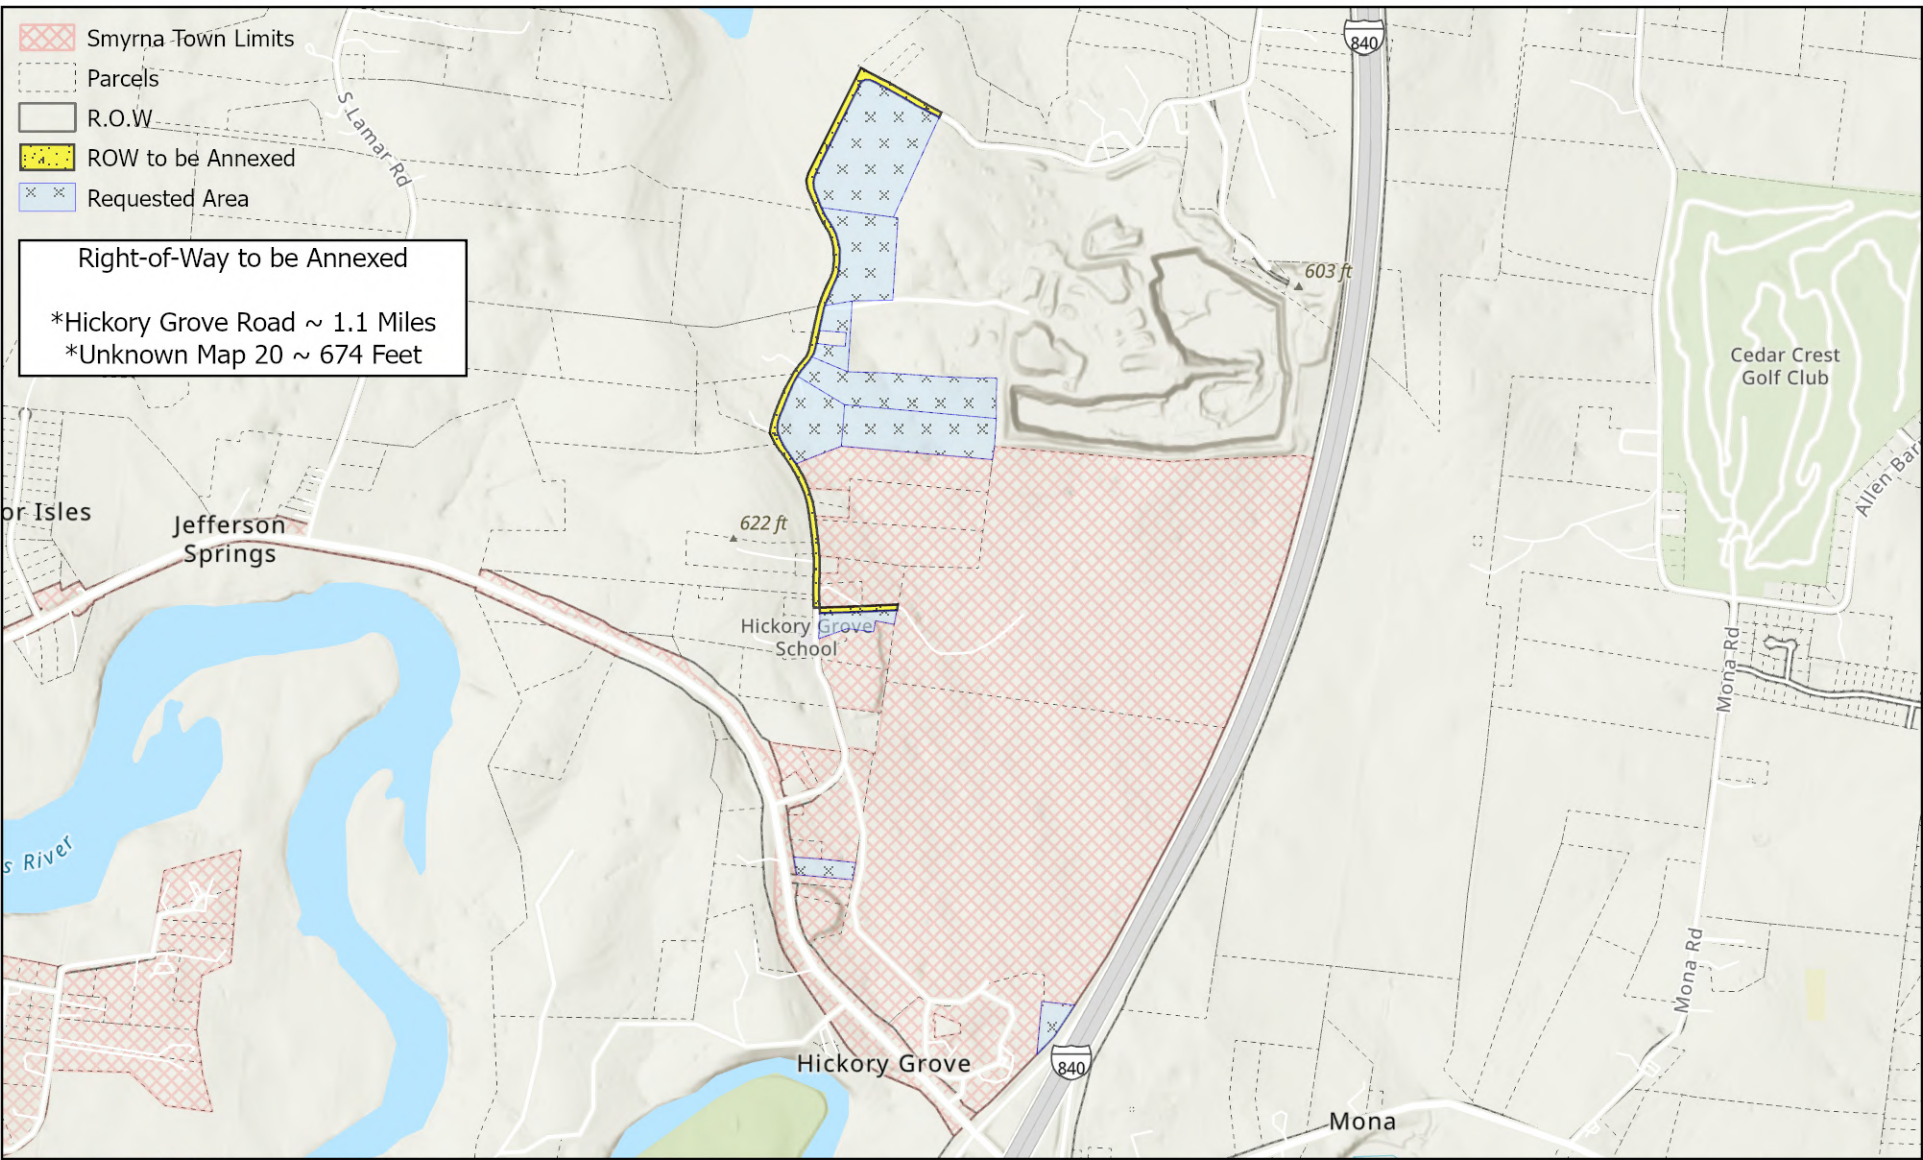 Smyrna Town Limits
Parcels
R.O.W
ROW to be Annexed
Requested Area
Right-of-Way to be Annexed
*Hickory Grove Road ~ 1.1 Miles
*Unknown Map 20 ~ 674 Feet
S Lamar Rd
840
603 ft
Cedar Crest
Golf Club
Allen Bar
or Isles
Jefferson
Springs
622 ft
Hickory Grove
School
Mona Rd
s River
Mona Rd
Hickory Grove
840
Mona